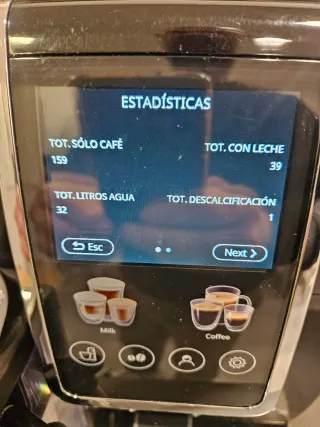 ESTADÍSTICAS
TOT. SÓLO CAFÉ
159
TOT. CON LECHE
39
TOT. LITROS AGUA
32
TOT. DESCALCIFICACIÓN
1
Esc
Next
Milk
Coffee